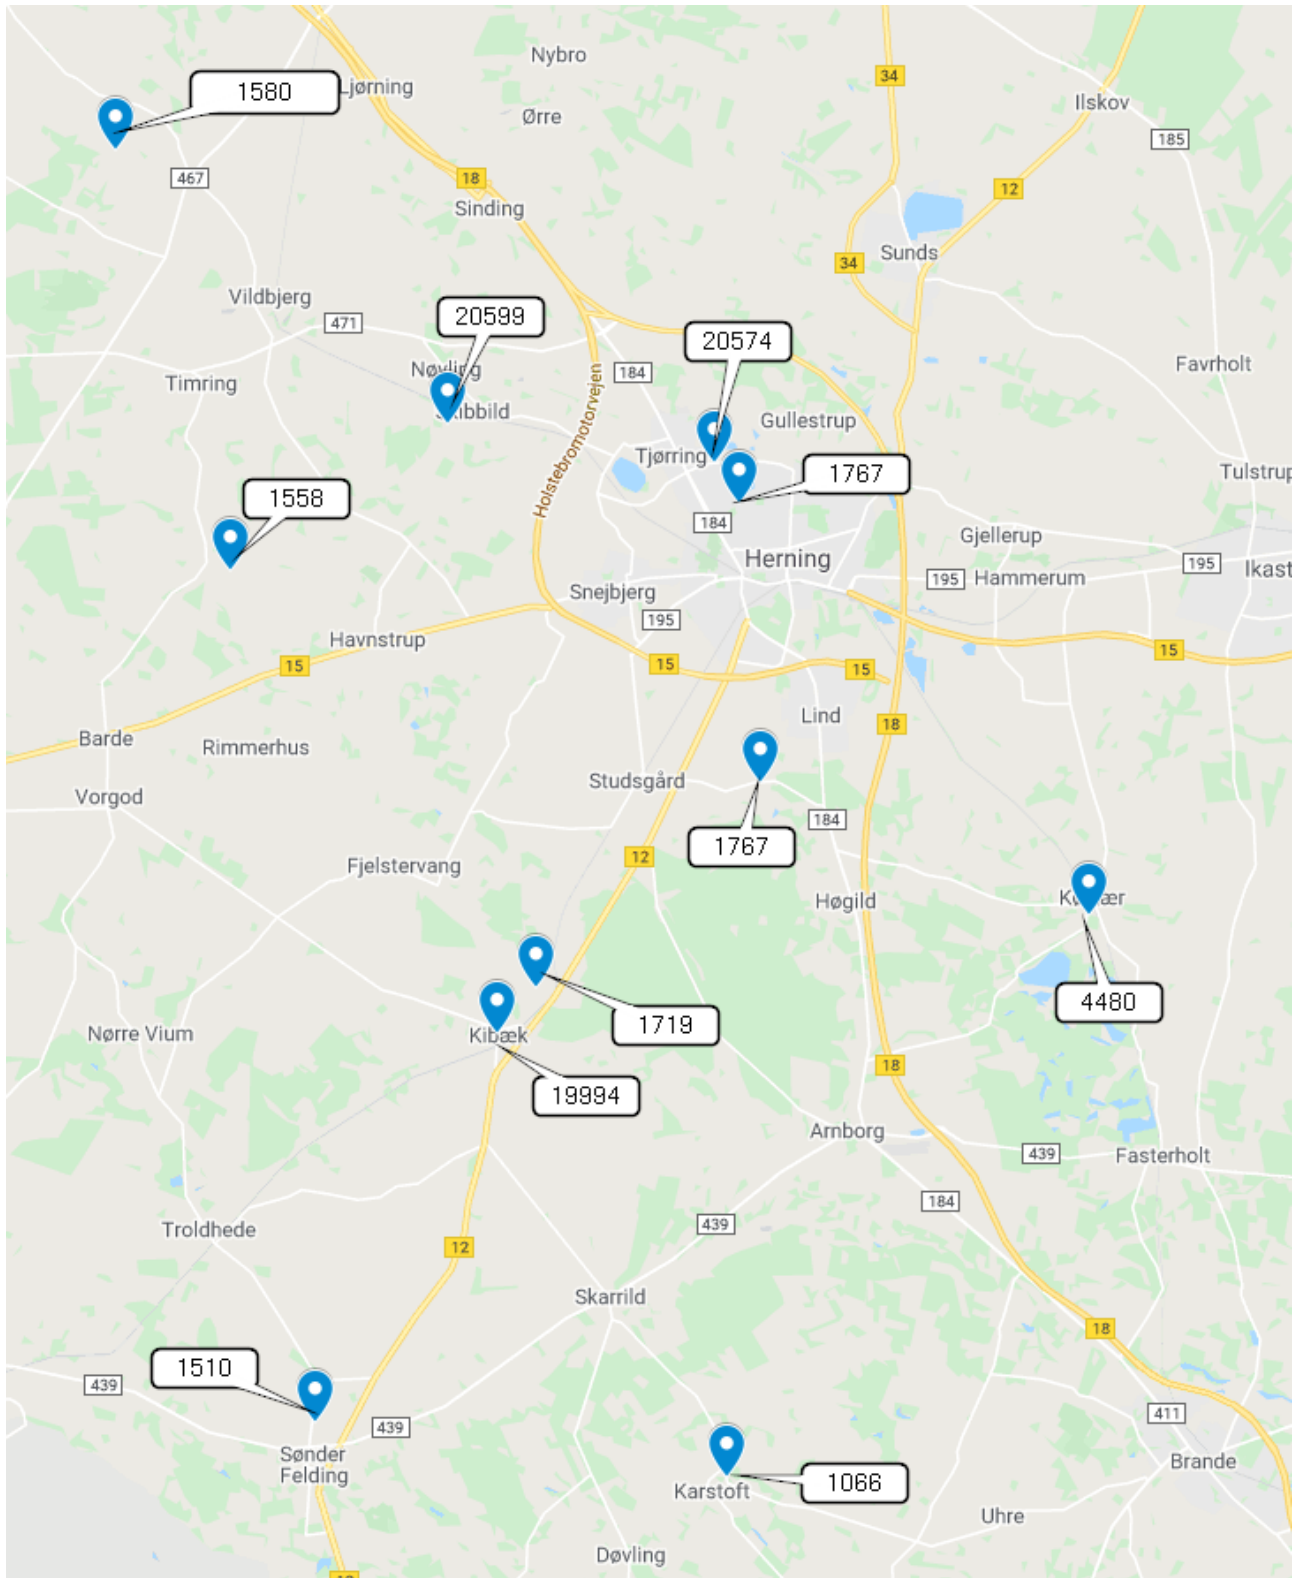 Nybro
34
1580
Ljørning
Ilskov
Ørre
185
467
18
12
Sinding
Sunds
34
Vildbjerg
20599
471
20574
Nøvling
184
Favrholt
Timring
Skibbild
Gullestrup
Holstebromotorvejen
Tjørring
1767
Tulstrup
1558
184
Gjellerup
Herning
195
Ikast
195
Hammerum
Snejbjerg
195
Havnstrup
15
15
15
15
Lind
18
Barde
Rimmerhus
Studsgård
Vorgod
184
1767
12
Fjelstervang
Høgild
4480
1719
Nørre Vium
Kibæk
18
19994
Arnborg
439
Fasterholt
184
Troldhede
439
12
Skarrild
18
1510
439
411
439
Sønder
Felding
Brande
1066
Karstoft
Uhre
Døvling